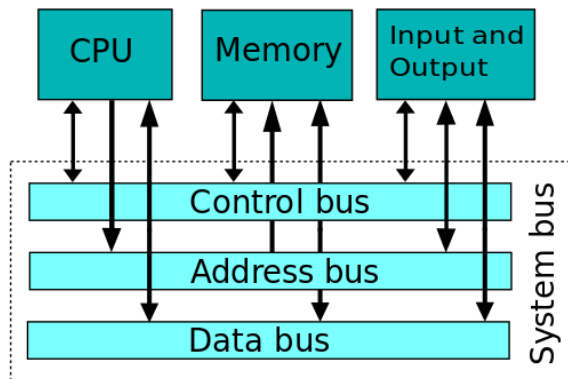 CPU
Memory
Input and
Output
Control bus
Address bus
Data bus
System bus